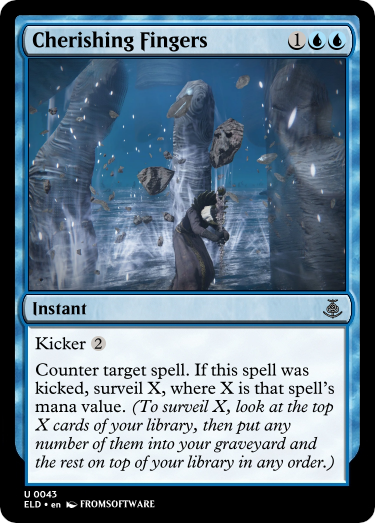 Cherishing Fingers 1
Instant
Kicker 2
Counter target spell. If this spell was
kicked, surveil X, where X is that spell's
mana value. (To surveil X, look at the top
X cards of your library, then put any
number of them into your graveyard and
the rest on top of your library in any order.)
U 0043
ELD • en FROMSOFTWARE